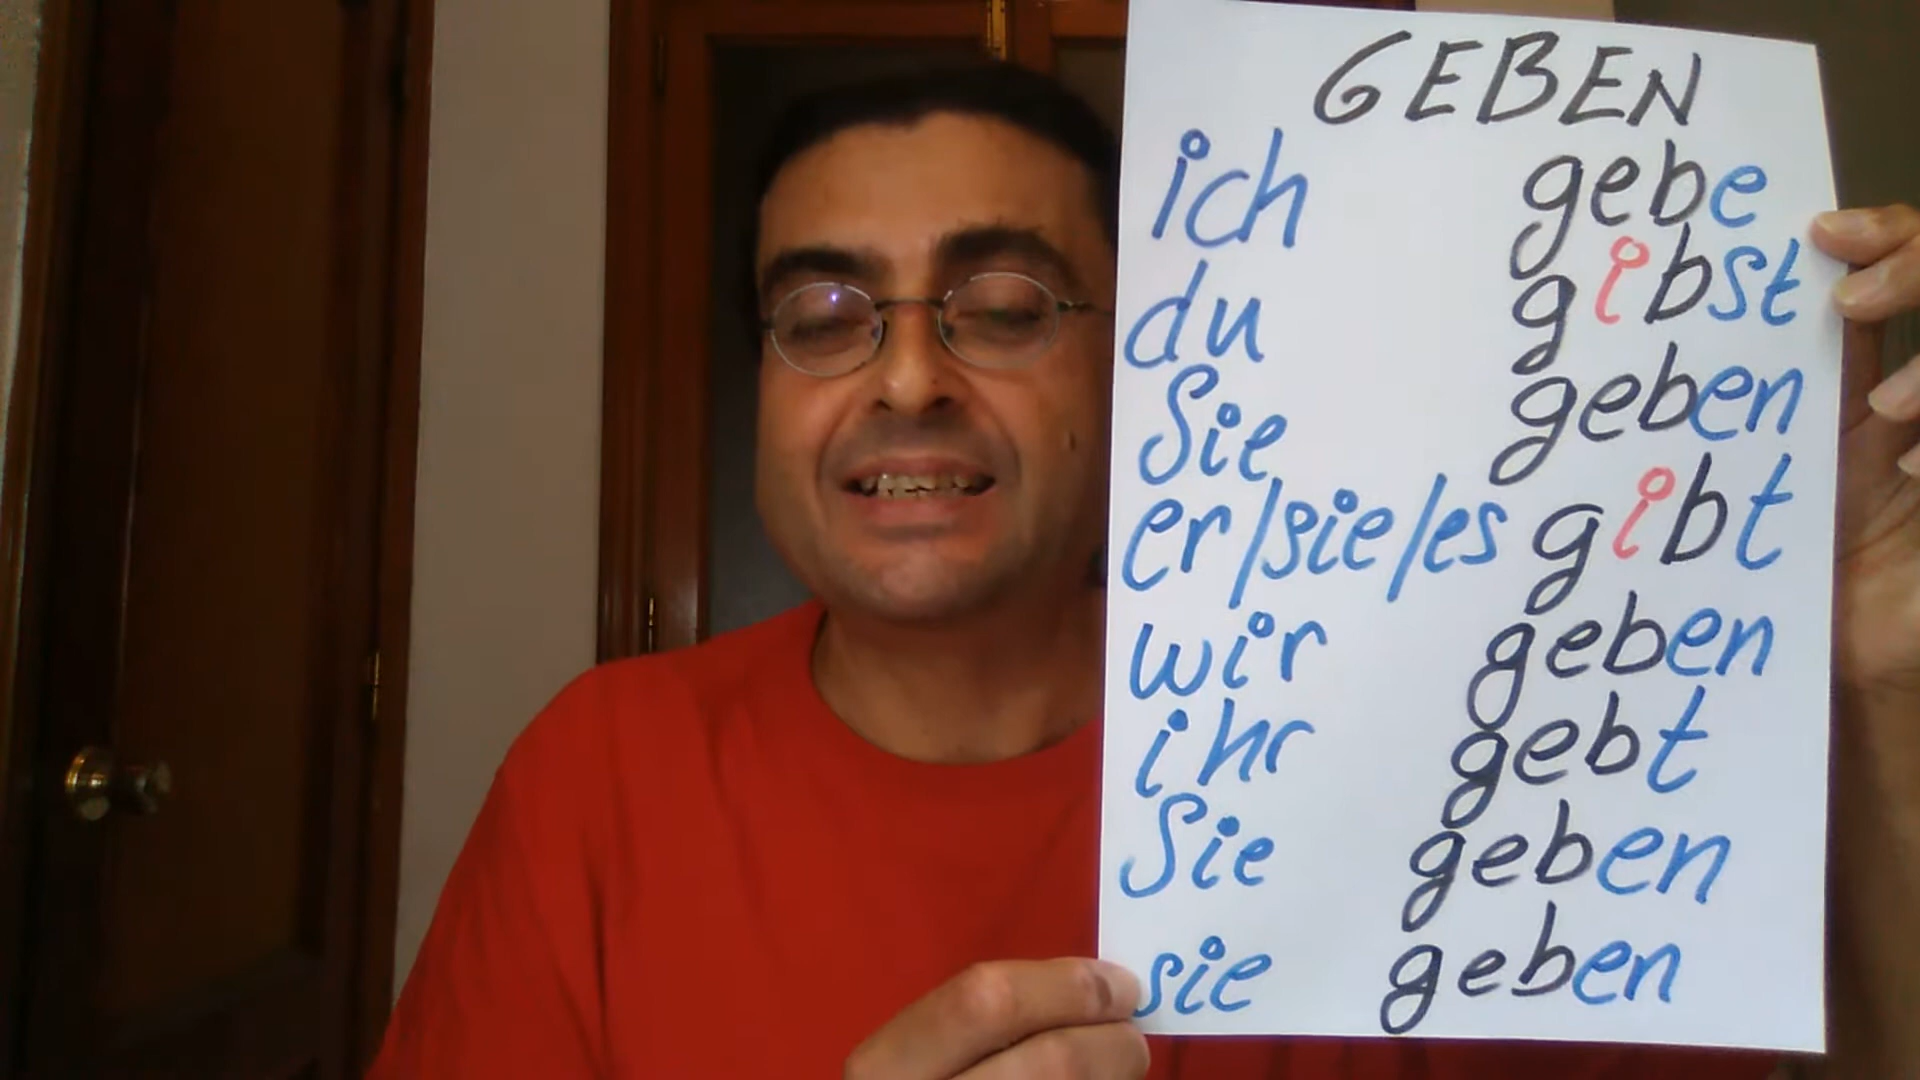 GEBEN
ich gebe
du gibst
Sie geben
er/sie/es gibt
wir geben
ihr gebt
Sie geben
sie geben